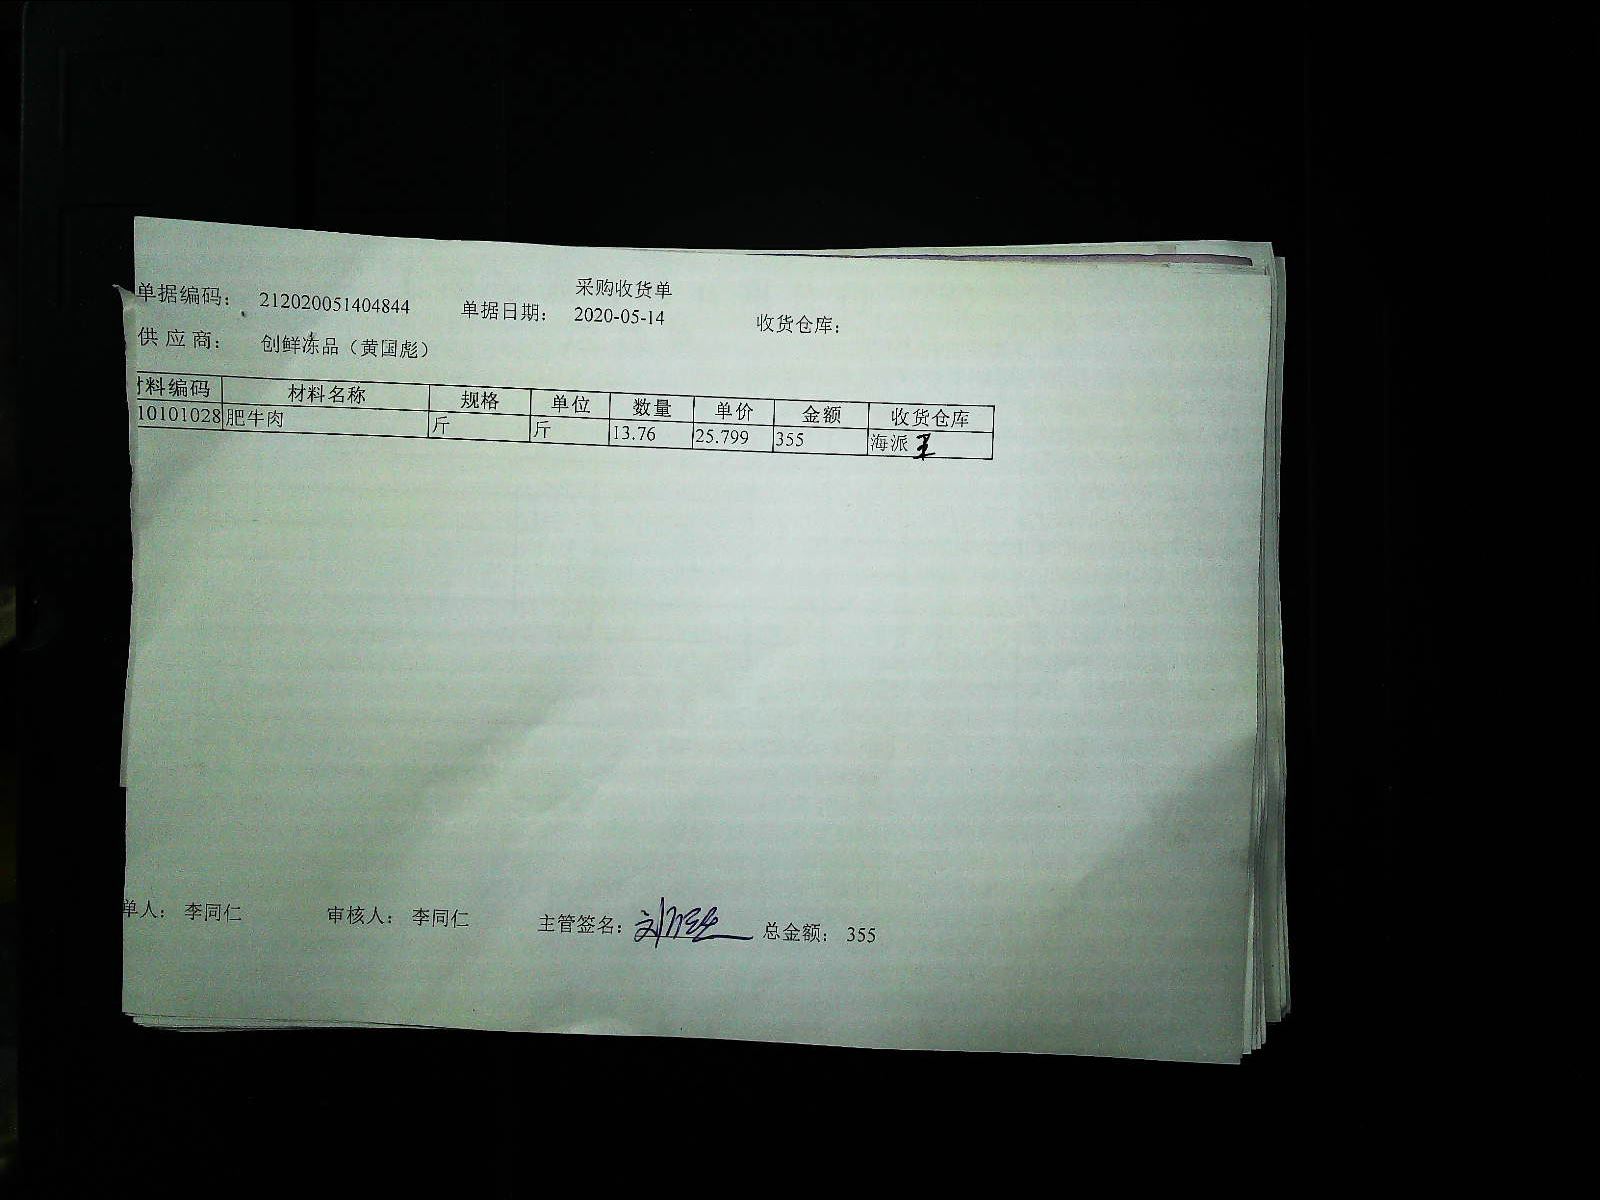 采购收货单
单据编码： 212020051404844 单据日期： 2020-05-14 收货仓库：
供 应 商： 创鲜冻品（黄国彪）
材料编码 材料名称 规格 单位 数量 单价 金额 收货仓库
10101028 肥牛肉 斤 斤 13.76 25.799 355 海派
单人： 李同仁 审核人： 李同仁 主管签名： 总金额： 355